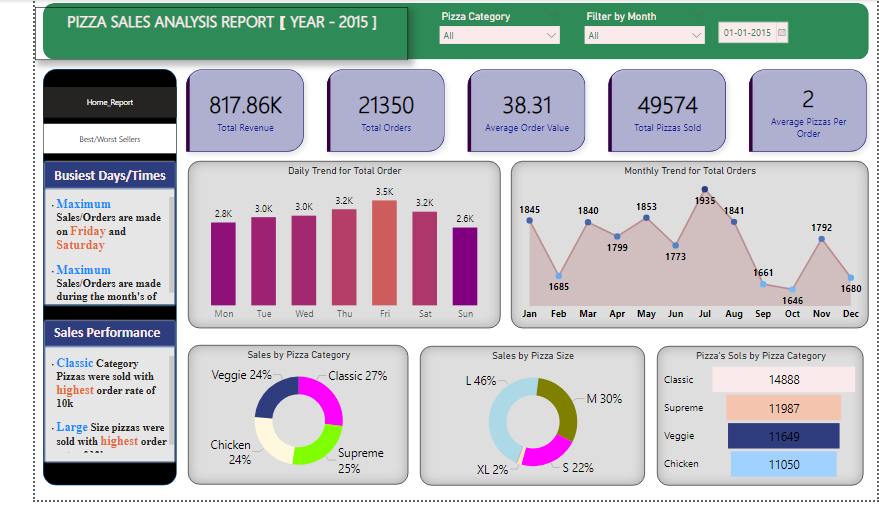 PIZZA SALES ANALYSIS REPORT [ YEAR - 2015 ]
Pizza Category
All
Filter by Month
All
01-01-2015
Home_Report
Best/Worst Sellers
817.86K
Total Revenue
21350
Total Orders
38.31
Average Order Value
49574
Total Pizzas Sold
2
Average Pizzas Per
Order
Busiest Days/Times
· Maximum
Sales/Orders are made
on Friday and
Saturday
· Maximum
Sales/Orders are made
during the month's of
Sales Performance
· Classic Category
Pizzas were sold with
highest order rate of
10k
· Large Size pizzas were
sold with highest order
Daily Trend for Total Order
2.8K
3.0K
3.0K
3.2K
3.5K
3.2K
2.6K
Mon Tue Wed Thu Fri Sat Sun
Monthly Trend for Total Orders
1845
1685
1840
1799
1853
1773
1935
1841
1661
1646
1792
1680
Jan Feb Mar Apr May Jun Jul Aug Sep Oct Nov Dec
Sales by Pizza Category
Veggie 24%
Classic 27%
Chicken
24%
Supreme
25%
Sales by Pizza Size
L 46%
M 30%
XL 2%
S 22%
Pizza's Sols by Pizza Category
Classic 14888
Supreme 11987
Veggie 11649
Chicken 11050